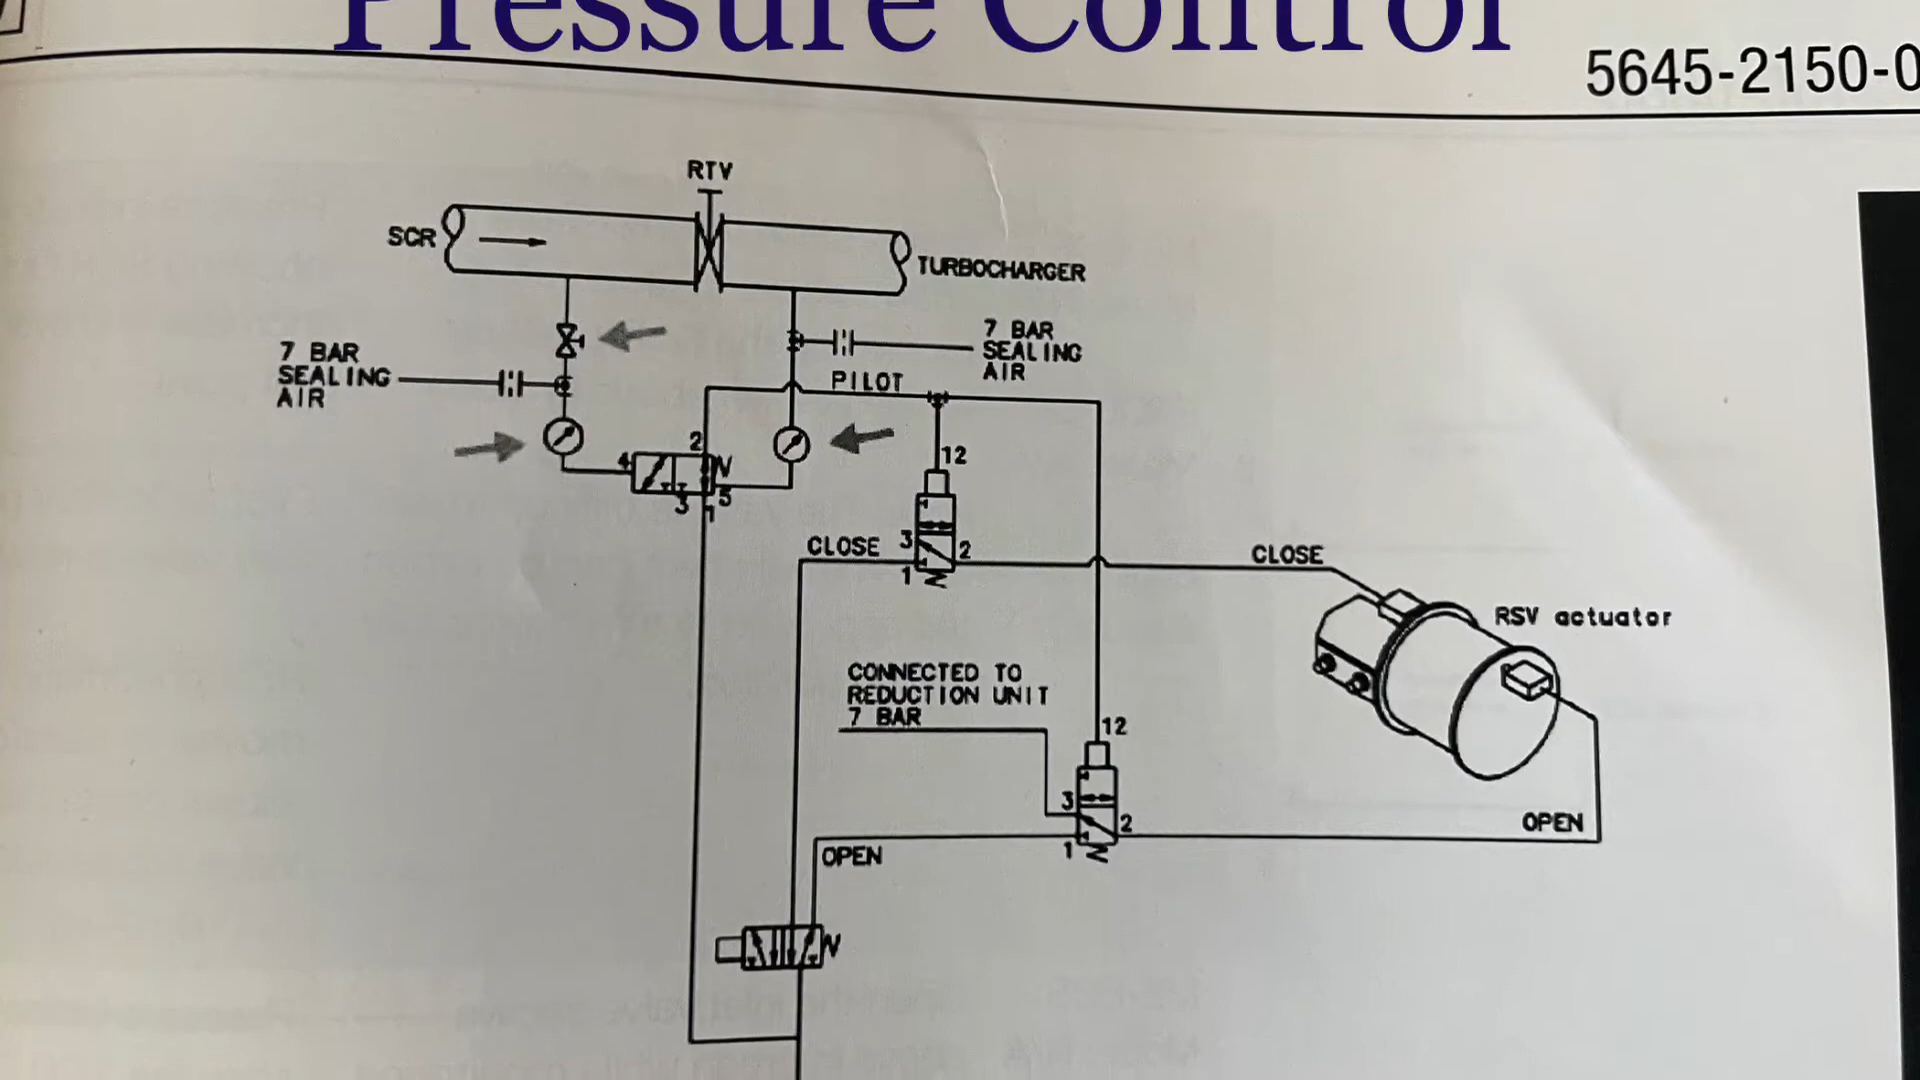 Pressure Control
5645-2150-0
RTV
SCR
TURBOCHARGER
7 BAR
SEALING
AIR
7 BAR
SEALING
AIR
PILOT
2
4
3
5
1
12
CLOSE
3
2
1
CLOSE
RSV actuator
CONNECTED TO
REDUCTION UNIT
7 BAR
12
3
2
1
OPEN
OPEN